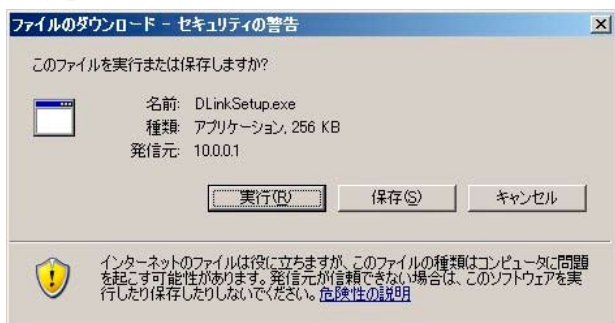 ファイルのダウンロード - セキュリティの警告
このファイルを実行または保存しますか?
名前: DLinkSetup.exe
種類: アプリケーション, 256 KB
発信元: 10.0.0.1
実行(R) 保存(S) キャンセル
インターネットのファイルは役に立ちますが、このファイルの種類はコンピュータに問題
を起こす可能性があります。発信元が信頼できない場合は、このソフトウェアを実
行したり保存したりしないでください。危険性の説明